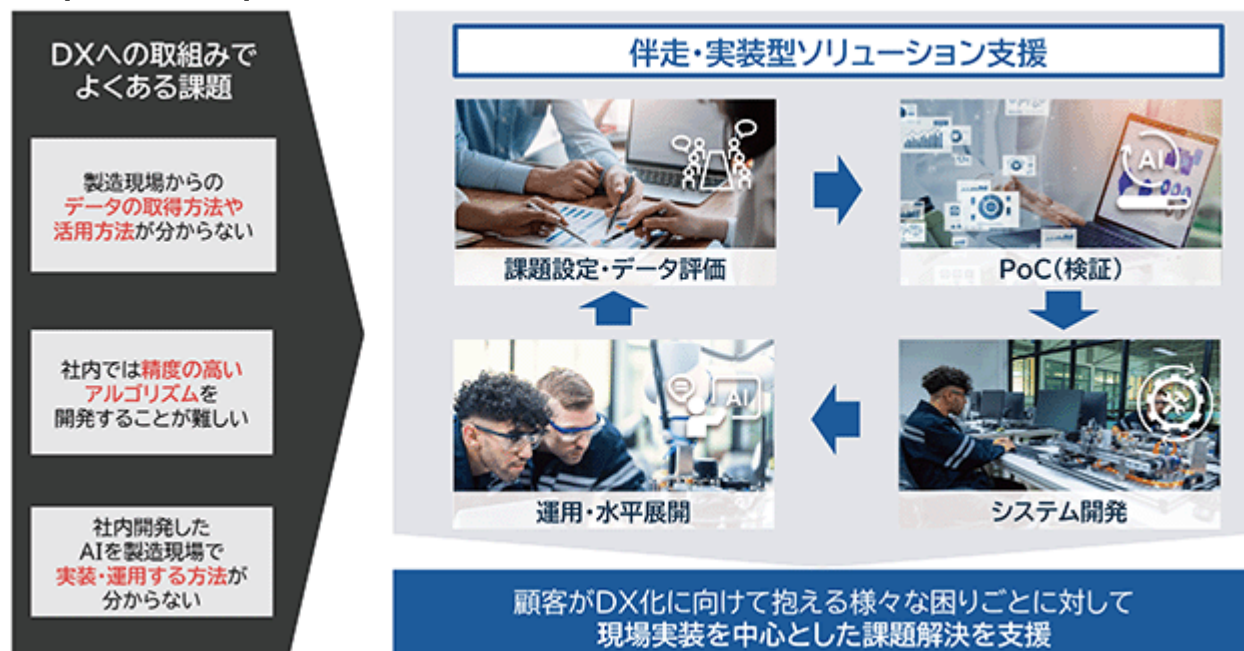 DXへの取組みで
よくある課題
製造現場からの
データの取得方法や
活用方法が分からない
社内では精度の高い
アルゴリズムを
開発することが難しい
社内開発した
AIを製造現場で
実装・運用する方法が
分からない
伴走・実装型ソリューション支援
課題設定・データ評価
AI
PoC（検証）
AI
運用・水平展開
システム開発
顧客がDX化に向けて抱える様々な困りごとに対して
現場実装を中心とした課題解決を支援